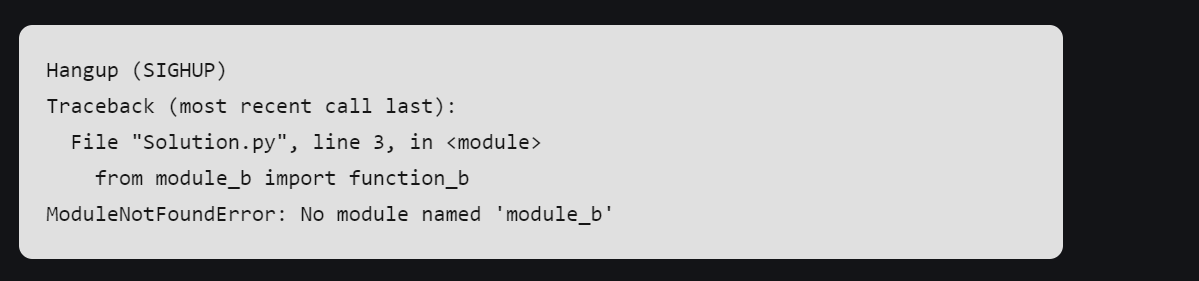 Hangup (SIGHUP)
Traceback (most recent call last):
  File "Solution.py", line 3, in <module>
    from module_b import function_b
ModuleNotFoundError: No module named 'module_b'